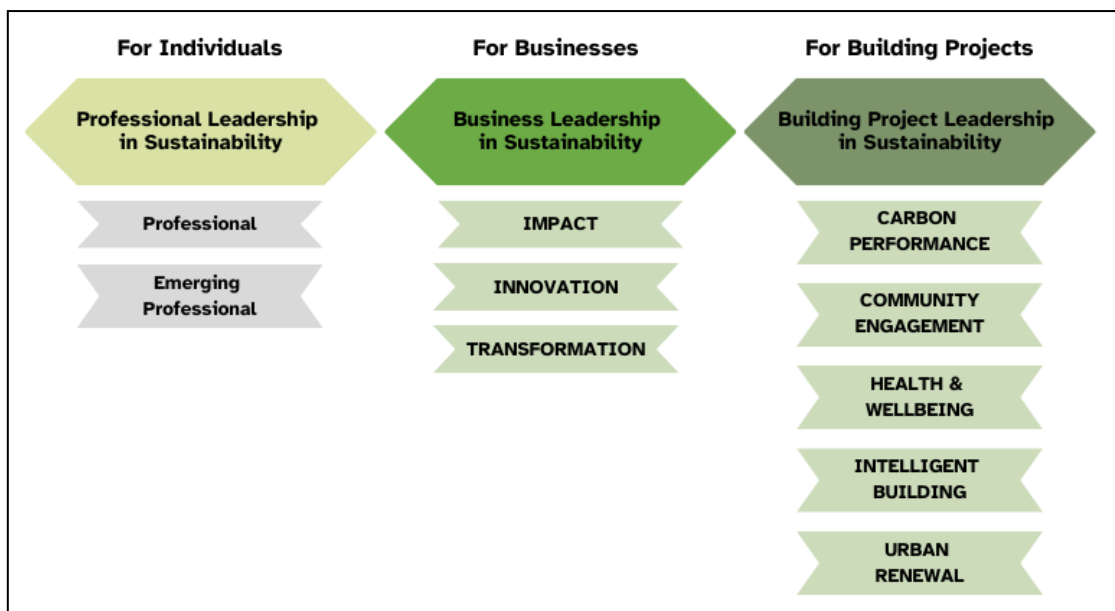 For Individuals
Professional Leadership
in Sustainability
Professional
Emerging
Professional
For Businesses
Business Leadership
in Sustainability
IMPACT
INNOVATION
TRANSFORMATION
For Building Projects
Building Project Leadership
in Sustainability
CARBON
PERFORMANCE
COMMUNITY
ENGAGEMENT
HEALTH &
WELLBEING
INTELLIGENT
BUILDING
URBAN
RENEWAL